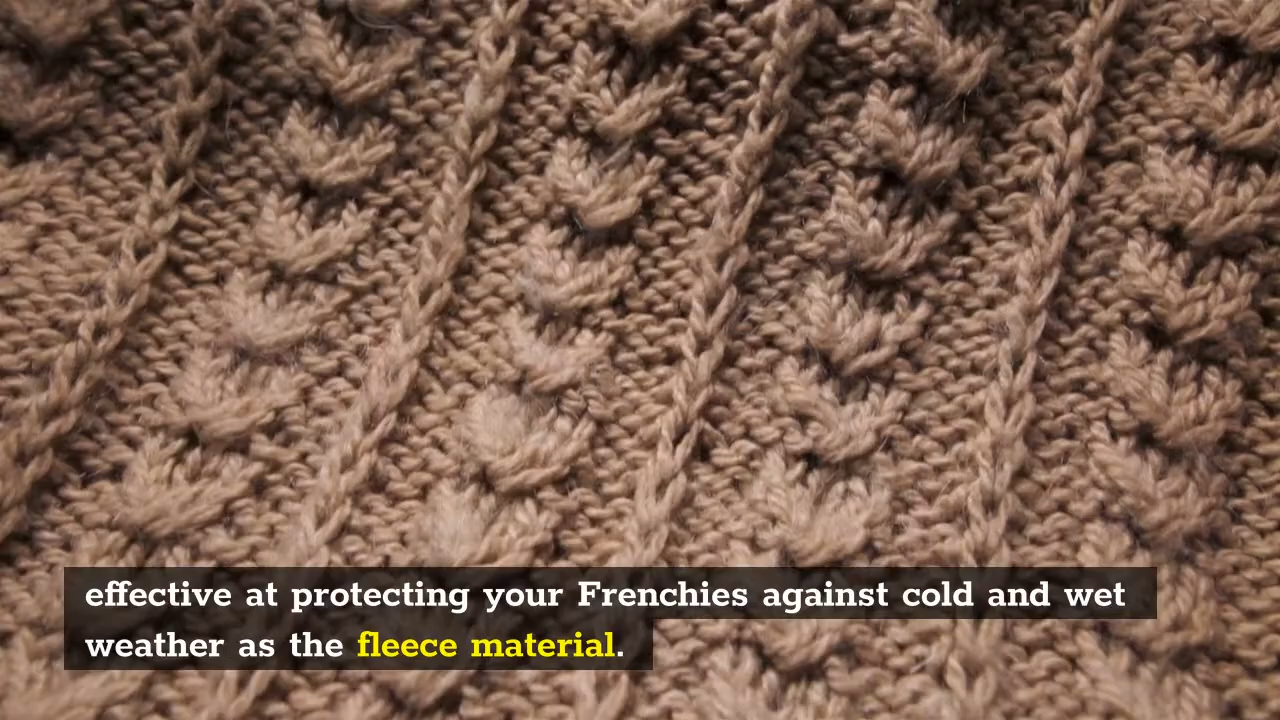 effective at protecting your Frenchies against cold and wet
weather as the fleece material.